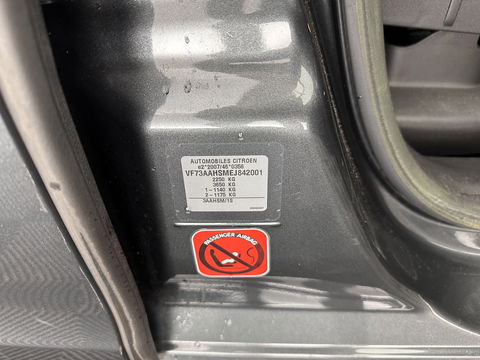 AUTOMOBILES CITROEN
e2*2007/46*0356
VF73AAHSMEJ842001
2250 KG
3650 KG
1-1140 KG
2-1175 KG
3AAHSM/1S
PASSENGER AIRBAG